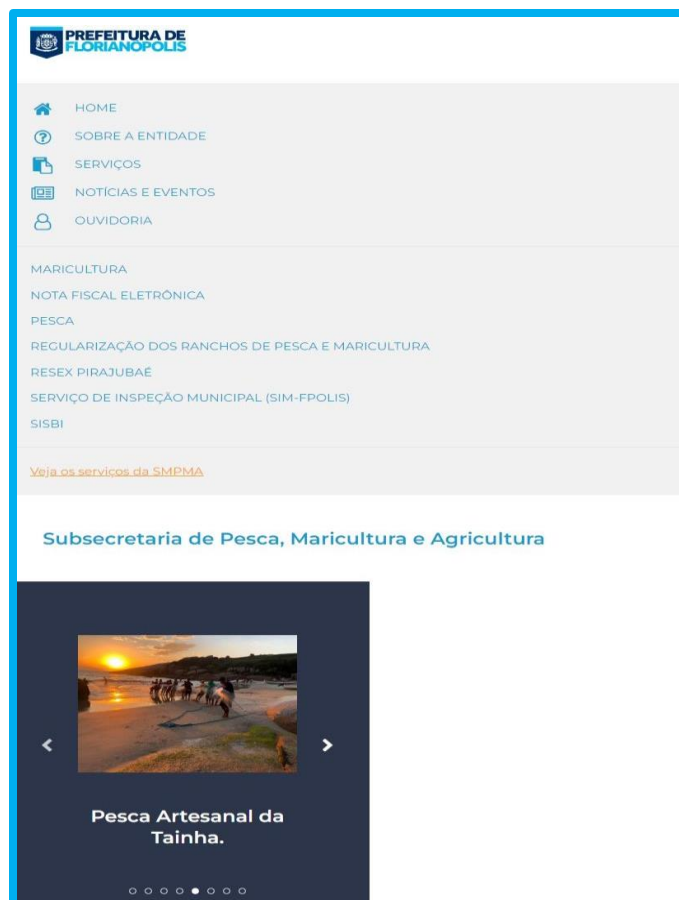 PREFEITURA DE
FLORIANÓPOLIS
HOME
SOBRE A ENTIDADE
SERVIÇOS
NOTÍCIAS E EVENTOS
OUVIDORIA
MARICULTURA
NOTA FISCAL ELETRÔNICA
PESCA
REGULARIZAÇÃO DOS RANCHOS DE PESCA E MARICULTURA
RESEX PIRAJUBAÉ
SERVIÇO DE INSPEÇÃO MUNICIPAL (SIM-FPOLIS)
SISBI
Veja os serviços da SMPMA
Subsecretaria de Pesca, Maricultura e Agricultura
Pesca Artesanal da
Tainha.